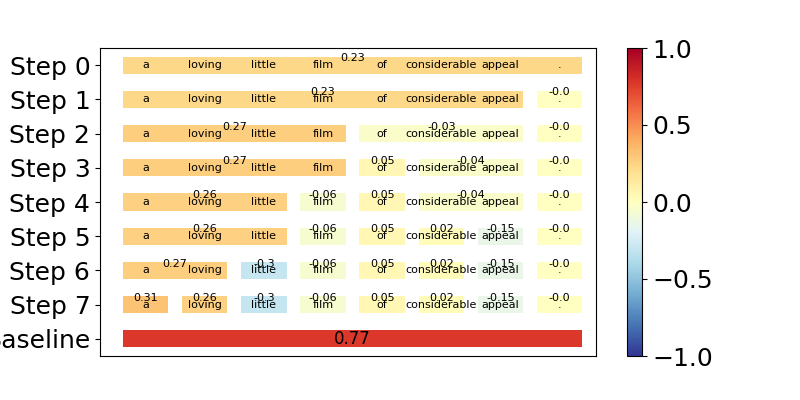 0.23
Step 0 a loving little film of considerable appeal .
0.23 -0.0
Step 1 a loving little film of considerable appeal .
0.27 -0.03 -0.0
Step 2 a loving little film of considerable appeal .
0.27 0.05 -0.04 -0.0
Step 3 a loving little film of considerable appeal .
0.26 -0.06 0.05 -0.04 -0.0
Step 4 a loving little film of considerable appeal .
0.26 -0.06 0.05 0.02 -0.15 -0.0
Step 5 a loving little film of considerable appeal .
0.27 -0.3 -0.06 0.05 0.02 -0.15 -0.0
Step 6 a loving little film of considerable appeal .
0.31 0.26 -0.3 -0.06 0.05 0.02 -0.15 -0.0
Step 7 a loving little film of considerable appeal .
aseline 0.77
1.0
0.5
0.0
−0.5
−1.0